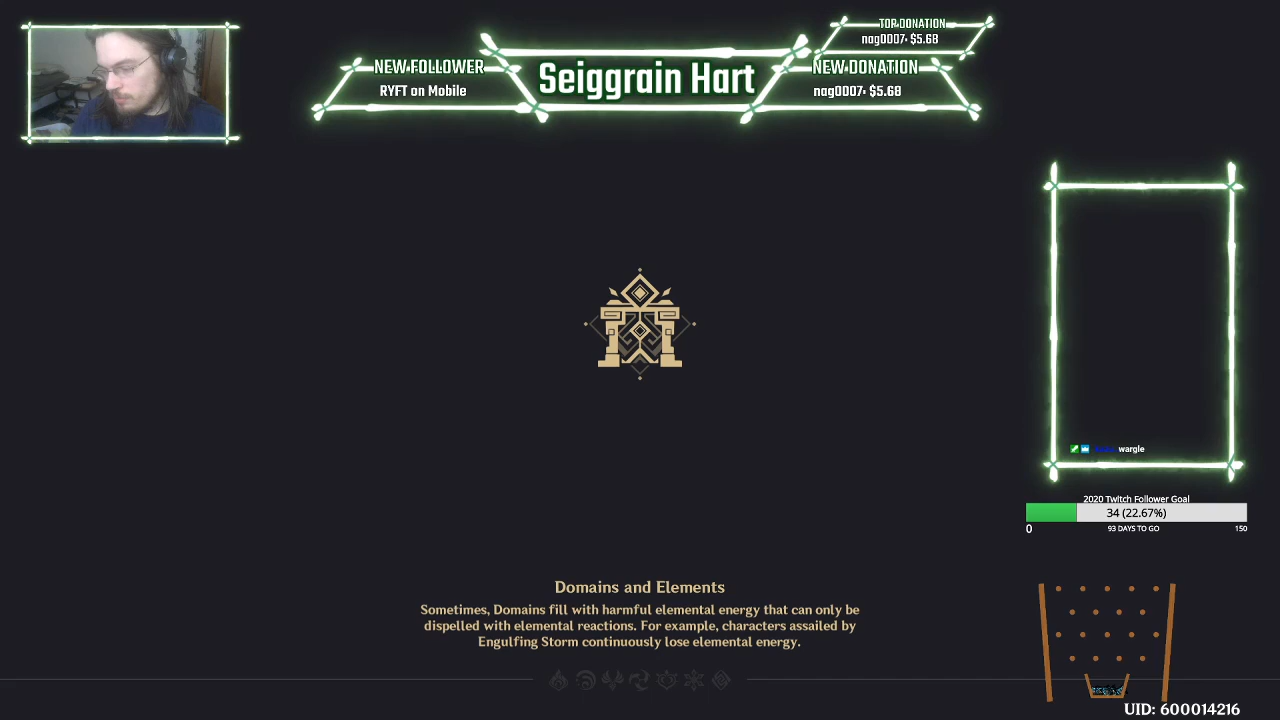 TOP DONATION
nag0007: $5.68
NEW FOLLOWER
RYFT on Mobile
Seiggrain Hart
NEW DONATION
nag0007: $5.68
wargle
2020 Twitch Follower Goal
34 (22.67%)
0
93 DAYS TO GO
150
Domains and Elements
Sometimes, Domains fill with harmful elemental energy that can only be
dispelled with elemental reactions. For example, characters assailed by
Engulfing Storm continuously lose elemental energy.
UID: 600014216